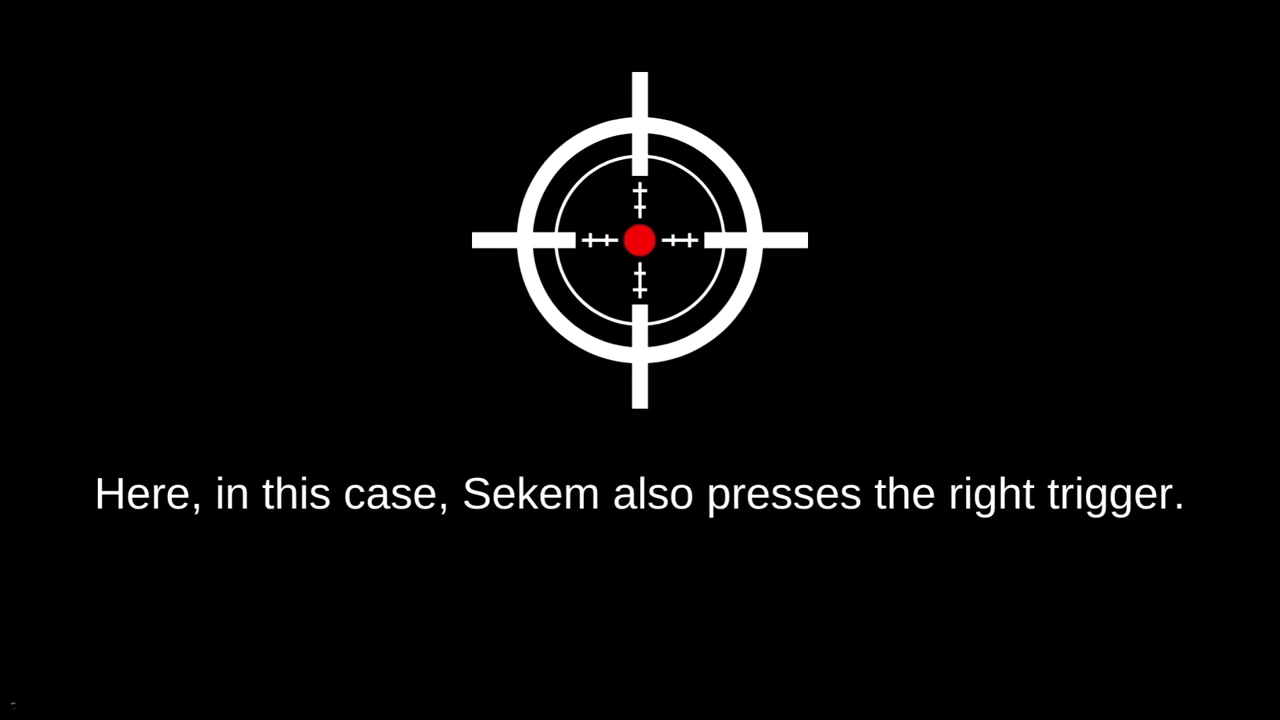 Here, in this case, Sekem also presses the right trigger.